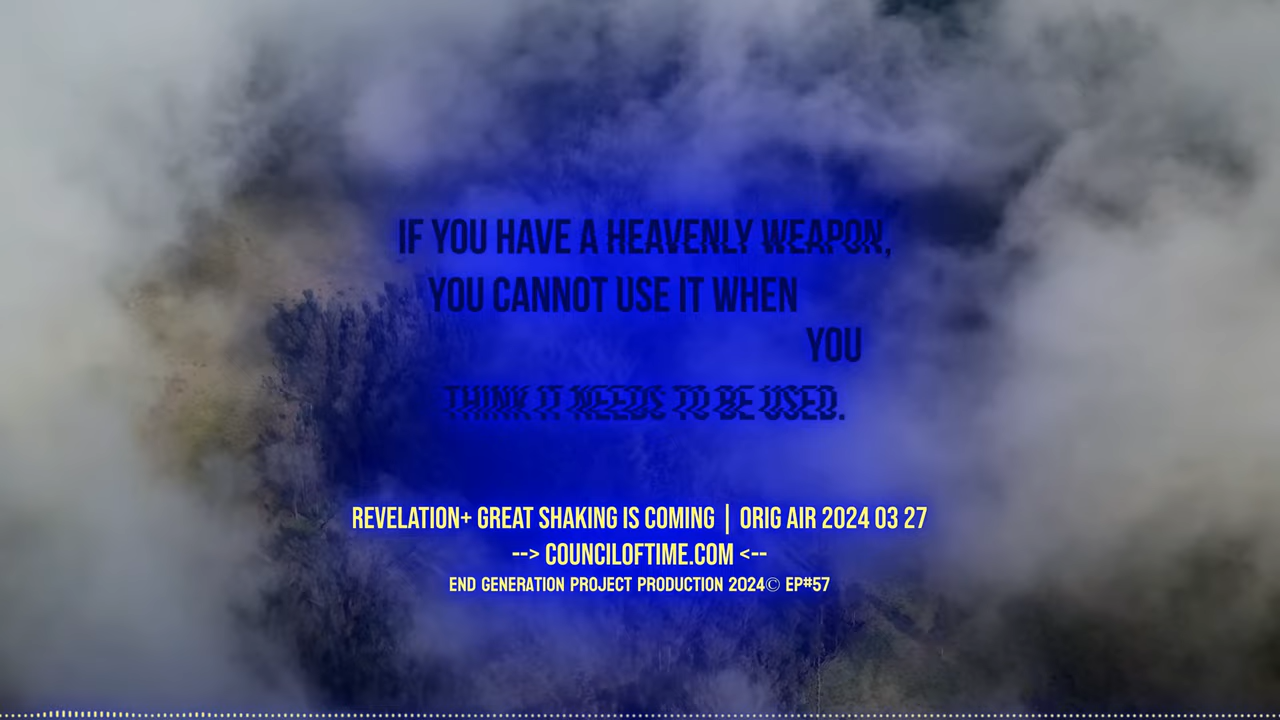 IF YOU HAVE A HEAVENLY WEAPON,
YOU CANNOT USE IT WHEN
YOU
THINK IT NEEDS TO BE USED.
REVELATION+ GREAT SHAKING IS COMING | ORIG AIR 2024 03 27
--> COUNCILOFTIME.COM <--
END GENERATION PROJECT PRODUCTION 2024© EP#57